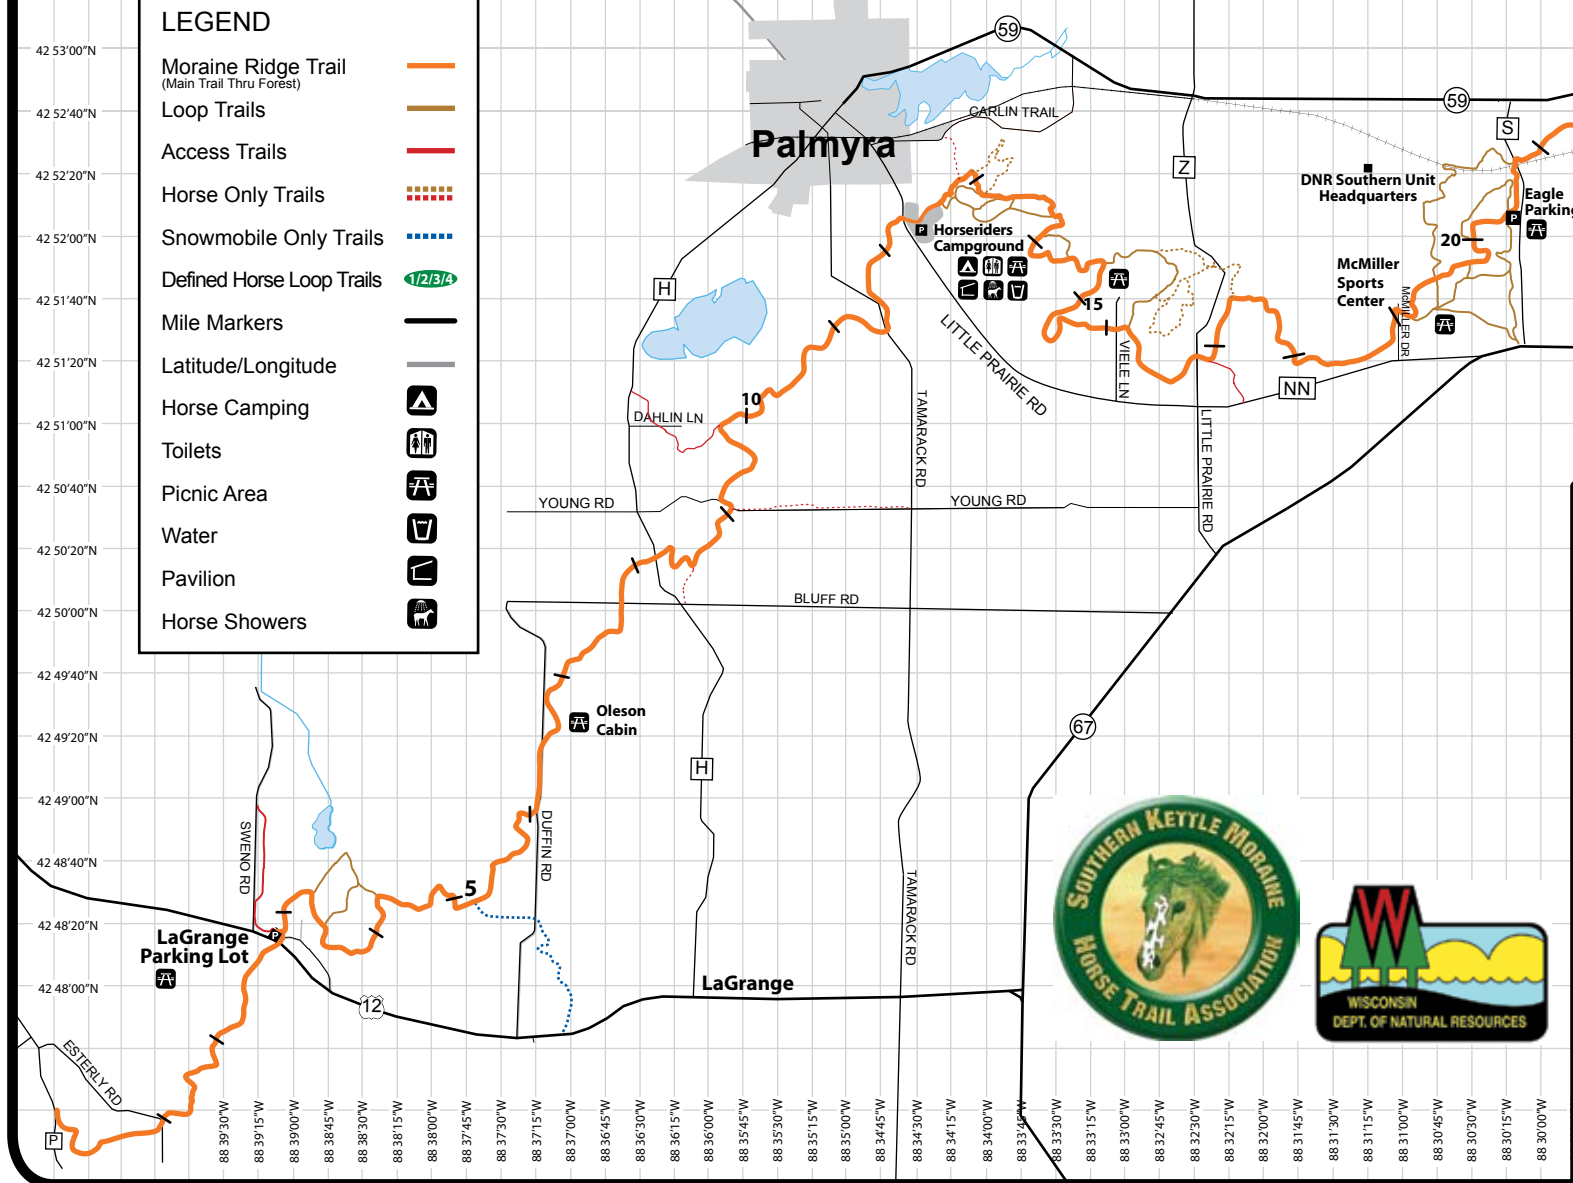 LEGEND
Moraine Ridge Trail
(Main Trail Thru Forest)
Loop Trails
Access Trails
Horse Only Trails
Snowmobile Only Trails
Defined Horse Loop Trails
1/2/3/4
Mile Markers
Latitude/Longitude
Horse Camping
Toilets
Picnic Area
Water
Pavilion
Horse Showers
42 53'00"N
42 52'40"N
42 52'20"N
42 52'00"N
42 51'40"N
42 51'20"N
42 51'00"N
42 50'40"N
42 50'20"N
42 50'00"N
42 49'40"N
42 49'20"N
42 49'00"N
42 48'40"N
42 48'20"N
42 48'00"N
59
59
CARLIN TRAIL
Palmyra
S
Z
DNR Southern Unit
Headquarters
Eagle
Parking
P
P
Horseriders
Campground
20
McMiller
Sports
Center
McMILLER DR
H
15
LITTLE PRAIRIE RD
VIELE LN
NN
10
DAHLIN LN
TAMARACK RD
LITTLE PRAIRIE RD
YOUNG RD
YOUNG RD
BLUFF RD
Oleson
Cabin
67
H
SWENO RD
DUFFIN RD
5
TAMARACK RD
P
LaGrange
Parking Lot
LaGrange
12
ESTERLY RD
P
SOUTHERN KETTLE MORAINE
HORSE TRAIL ASSOCIATION
W
WISCONSIN
DEPT. OF NATURAL RESOURCES
88 39'30"W
88 39'15"W
88 39'00"W
88 38'45"W
88 38'30"W
88 38'15"W
88 38'00"W
88 37'45"W
88 37'30"W
88 37'15"W
88 37'00"W
88 36'45"W
88 36'30"W
88 36'15"W
88 36'00"W
88 35'45"W
88 35'30"W
88 35'15"W
88 35'00"W
88 34'45"W
88 34'30"W
88 34'15"W
88 34'00"W
88 33'45"W
88 33'30"W
88 33'15"W
88 33'00"W
88 32'45"W
88 32'30"W
88 32'15"W
88 32'00"W
88 31'45"W
88 31'30"W
88 31'15"W
88 31'00"W
88 30'45"W
88 30'30"W
88 30'15"W
88 30'00"W